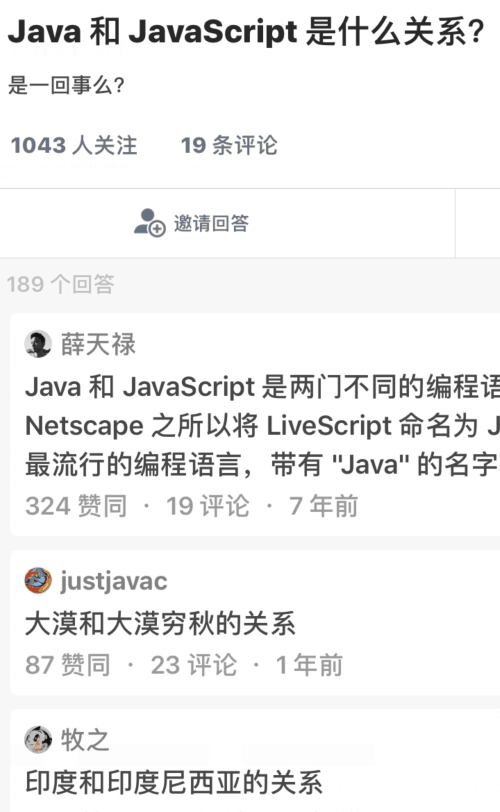 Java 和 JavaScript 是什么关系？
是一回事么？
1043 人关注 19 条评论
邀请回答
189 个回答
薛天禄
Java 和 JavaScript 是两门不同的编程语
Netscape 之所以将 LiveScript 命名为 J
最流行的编程语言，带有 "Java" 的名字
324 赞同 · 19 评论 · 7 年前
justjavac
大漠和大漠穷秋的关系
87 赞同 · 23 评论 · 1 年前
牧之
印度和印度尼西亚的关系